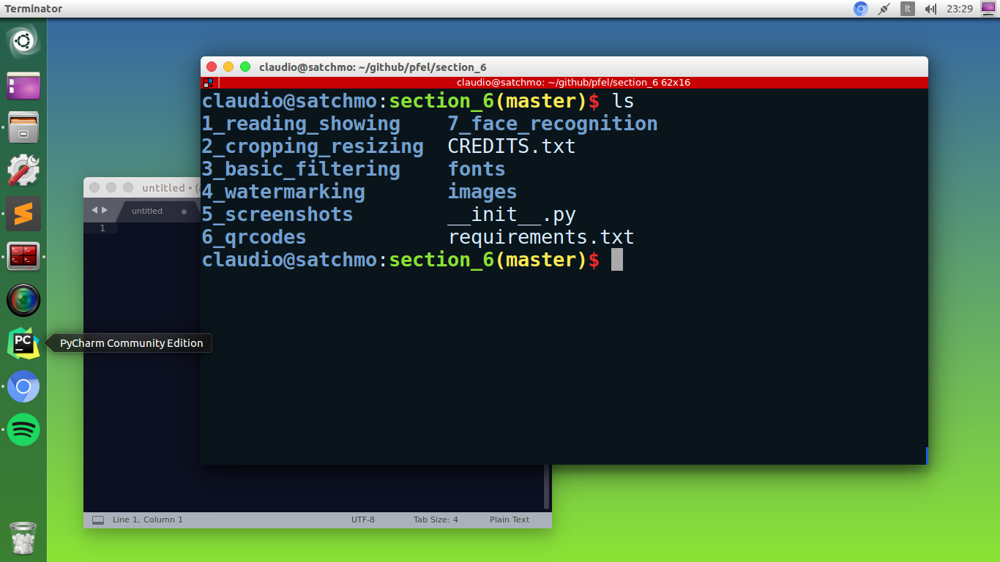 Terminator
It
23:29
claudio@satchmo: ~/github/pfel/section_6
claudio@satchmo: ~/github/pfel/section_6 62x16
claudio@satchmo:section_6(master)$ ls
1_reading_showing 7_face_recognition
2_cropping_resizing CREDITS.txt
3_basic_filtering fonts
4_watermarking images
5_screenshots __init__.py
6_qrcodes requirements.txt
claudio@satchmo:section_6(master)$
untitled • (
untitled
1
PC
PyCharm Community Edition
Line 1, Column 1
UTF-8
Tab Size: 4
Plain Text